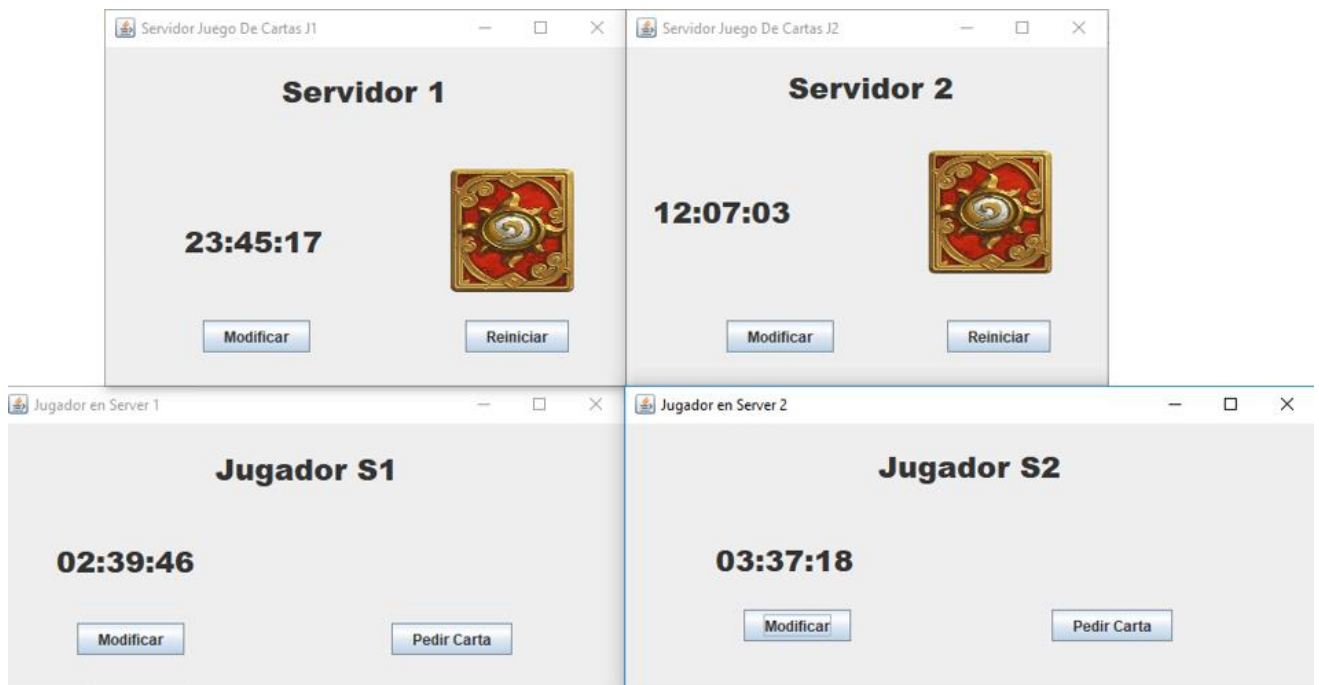 Servidor Juego De Cartas J1
Servidor 1
23:45:17
Modificar
Reiniciar
Servidor Juego De Cartas J2
Servidor 2
12:07:03
Modificar
Reiniciar
Jugador en Server 1
Jugador S1
02:39:46
Modificar
Pedir Carta
Jugador en Server 2
Jugador S2
03:37:18
Modificar
Pedir Carta